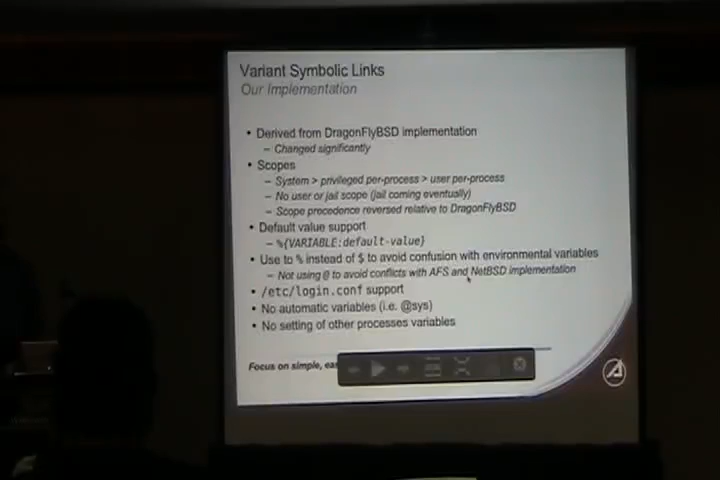 Variant Symbolic Links
Our Implementation
• Derived from DragonFlyBSD implementation
– Changed significantly
• Scopes
– System > privileged per-process > user per-process
– No user or jail scope (jail coming eventually)
– Scope precedence reversed relative to DragonFlyBSD
• Default value support
– %{VARIABLE:default-value}
• Use to % instead of $ to avoid confusion with environmental variables
– Not using @ to avoid conflicts with AFS and NetBSD implementation
• /etc/login.conf support
• No automatic variables (i.e. @sys)
• No setting of other processes variables
Focus on simple,